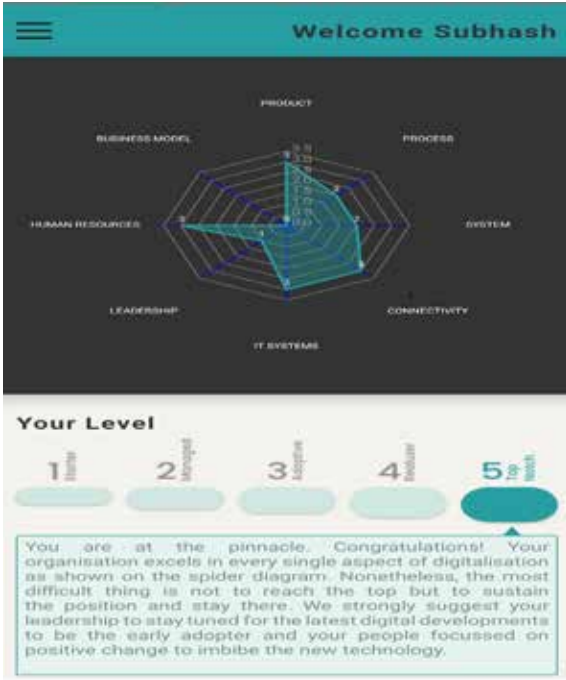 Welcome Subhash
PRODUCT
BUSINESS MODEL
PROCESS
HUMAN RESOURCES
SYSTEM
LEADERSHIP
CONNECTIVITY
IT SYSTEMS
Your Level
1
2 Managed
3 Adoptive
4
5 Top Notch
You are at the pinnacle. Congratulations! Your
organisation excels in every single aspect of digitalisation
as shown on the spider diagram. Nonetheless, the most
difficult thing is not to reach the top but to sustain
the position and stay there. We strongly suggest your
leadership to stay tuned for the latest digital developments
to be the early adopter and your people focussed on
positive change to imbibe the new technology.